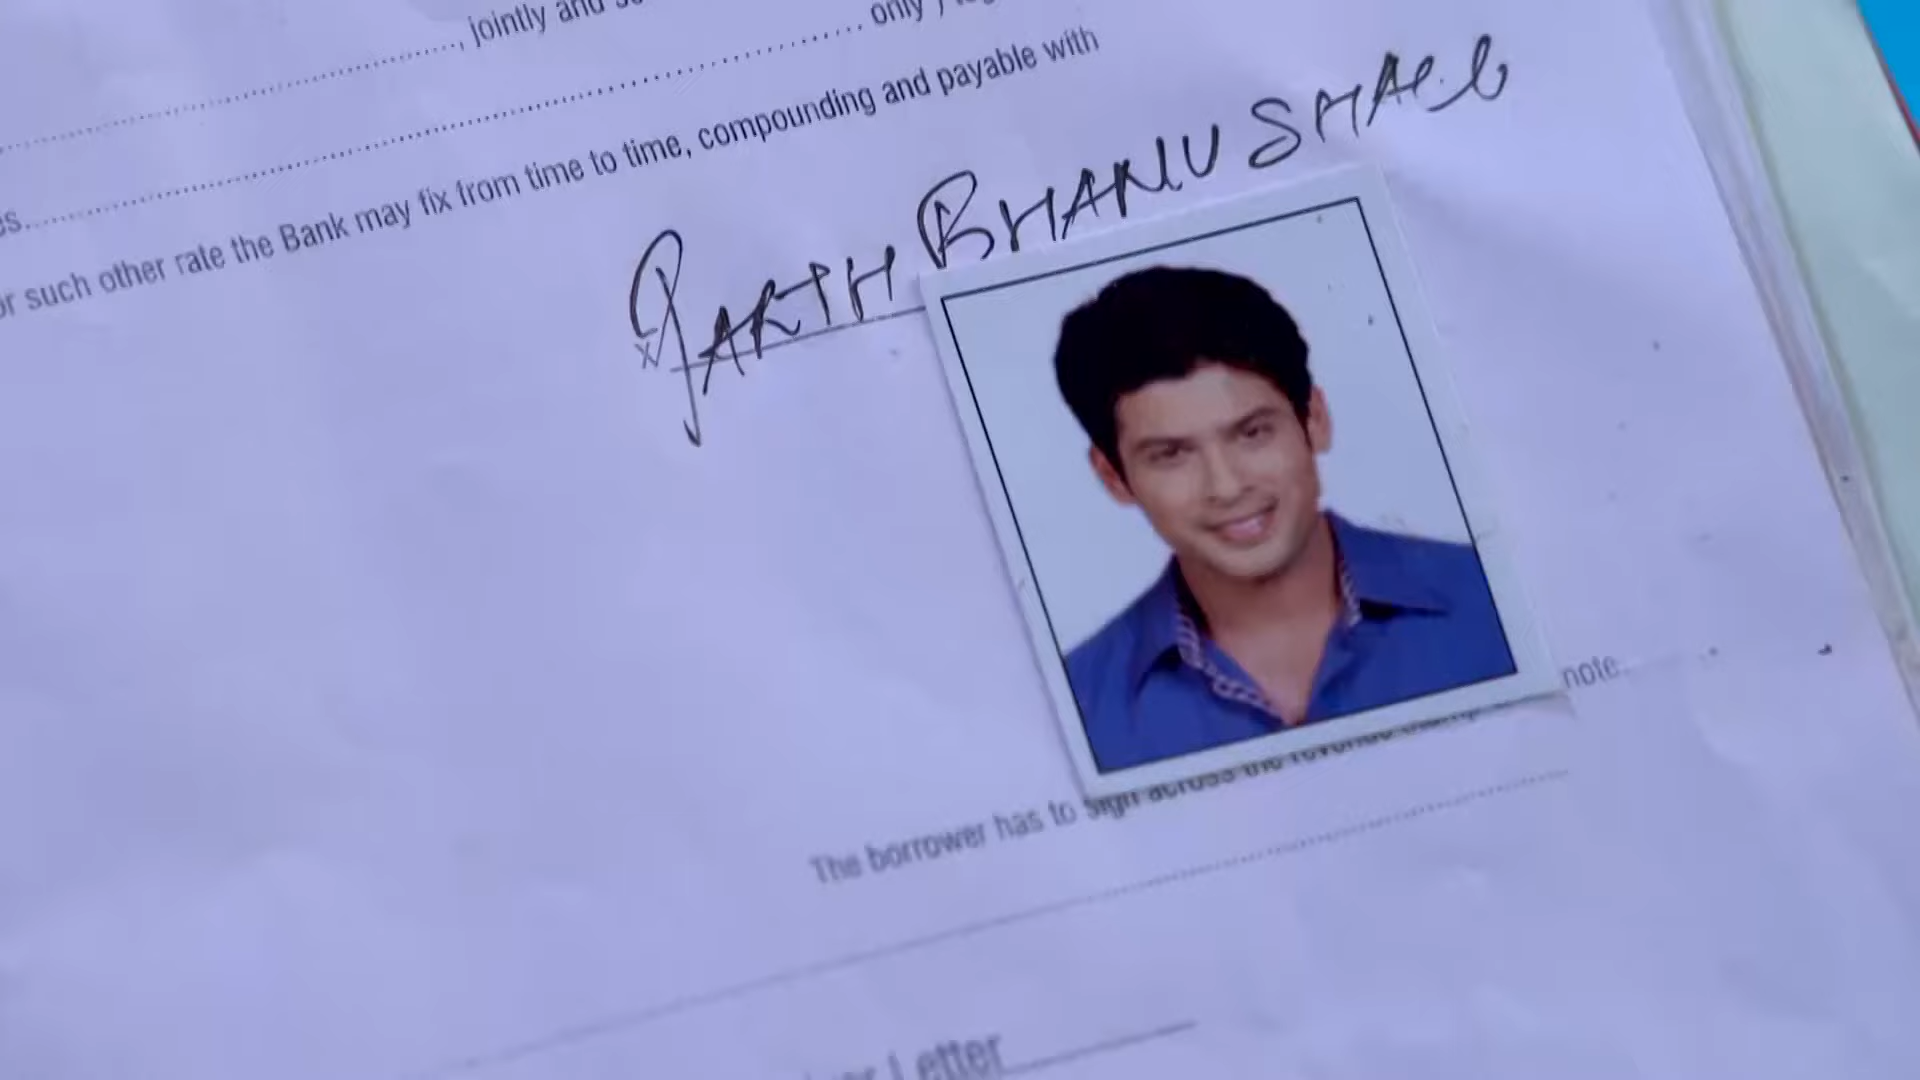 jointly and
only
es
or such other rate the Bank may fix from time to time, compounding and payable with
PARTH BHANUSHALI
x
The borrower has to sign across the revenue note.
Letter